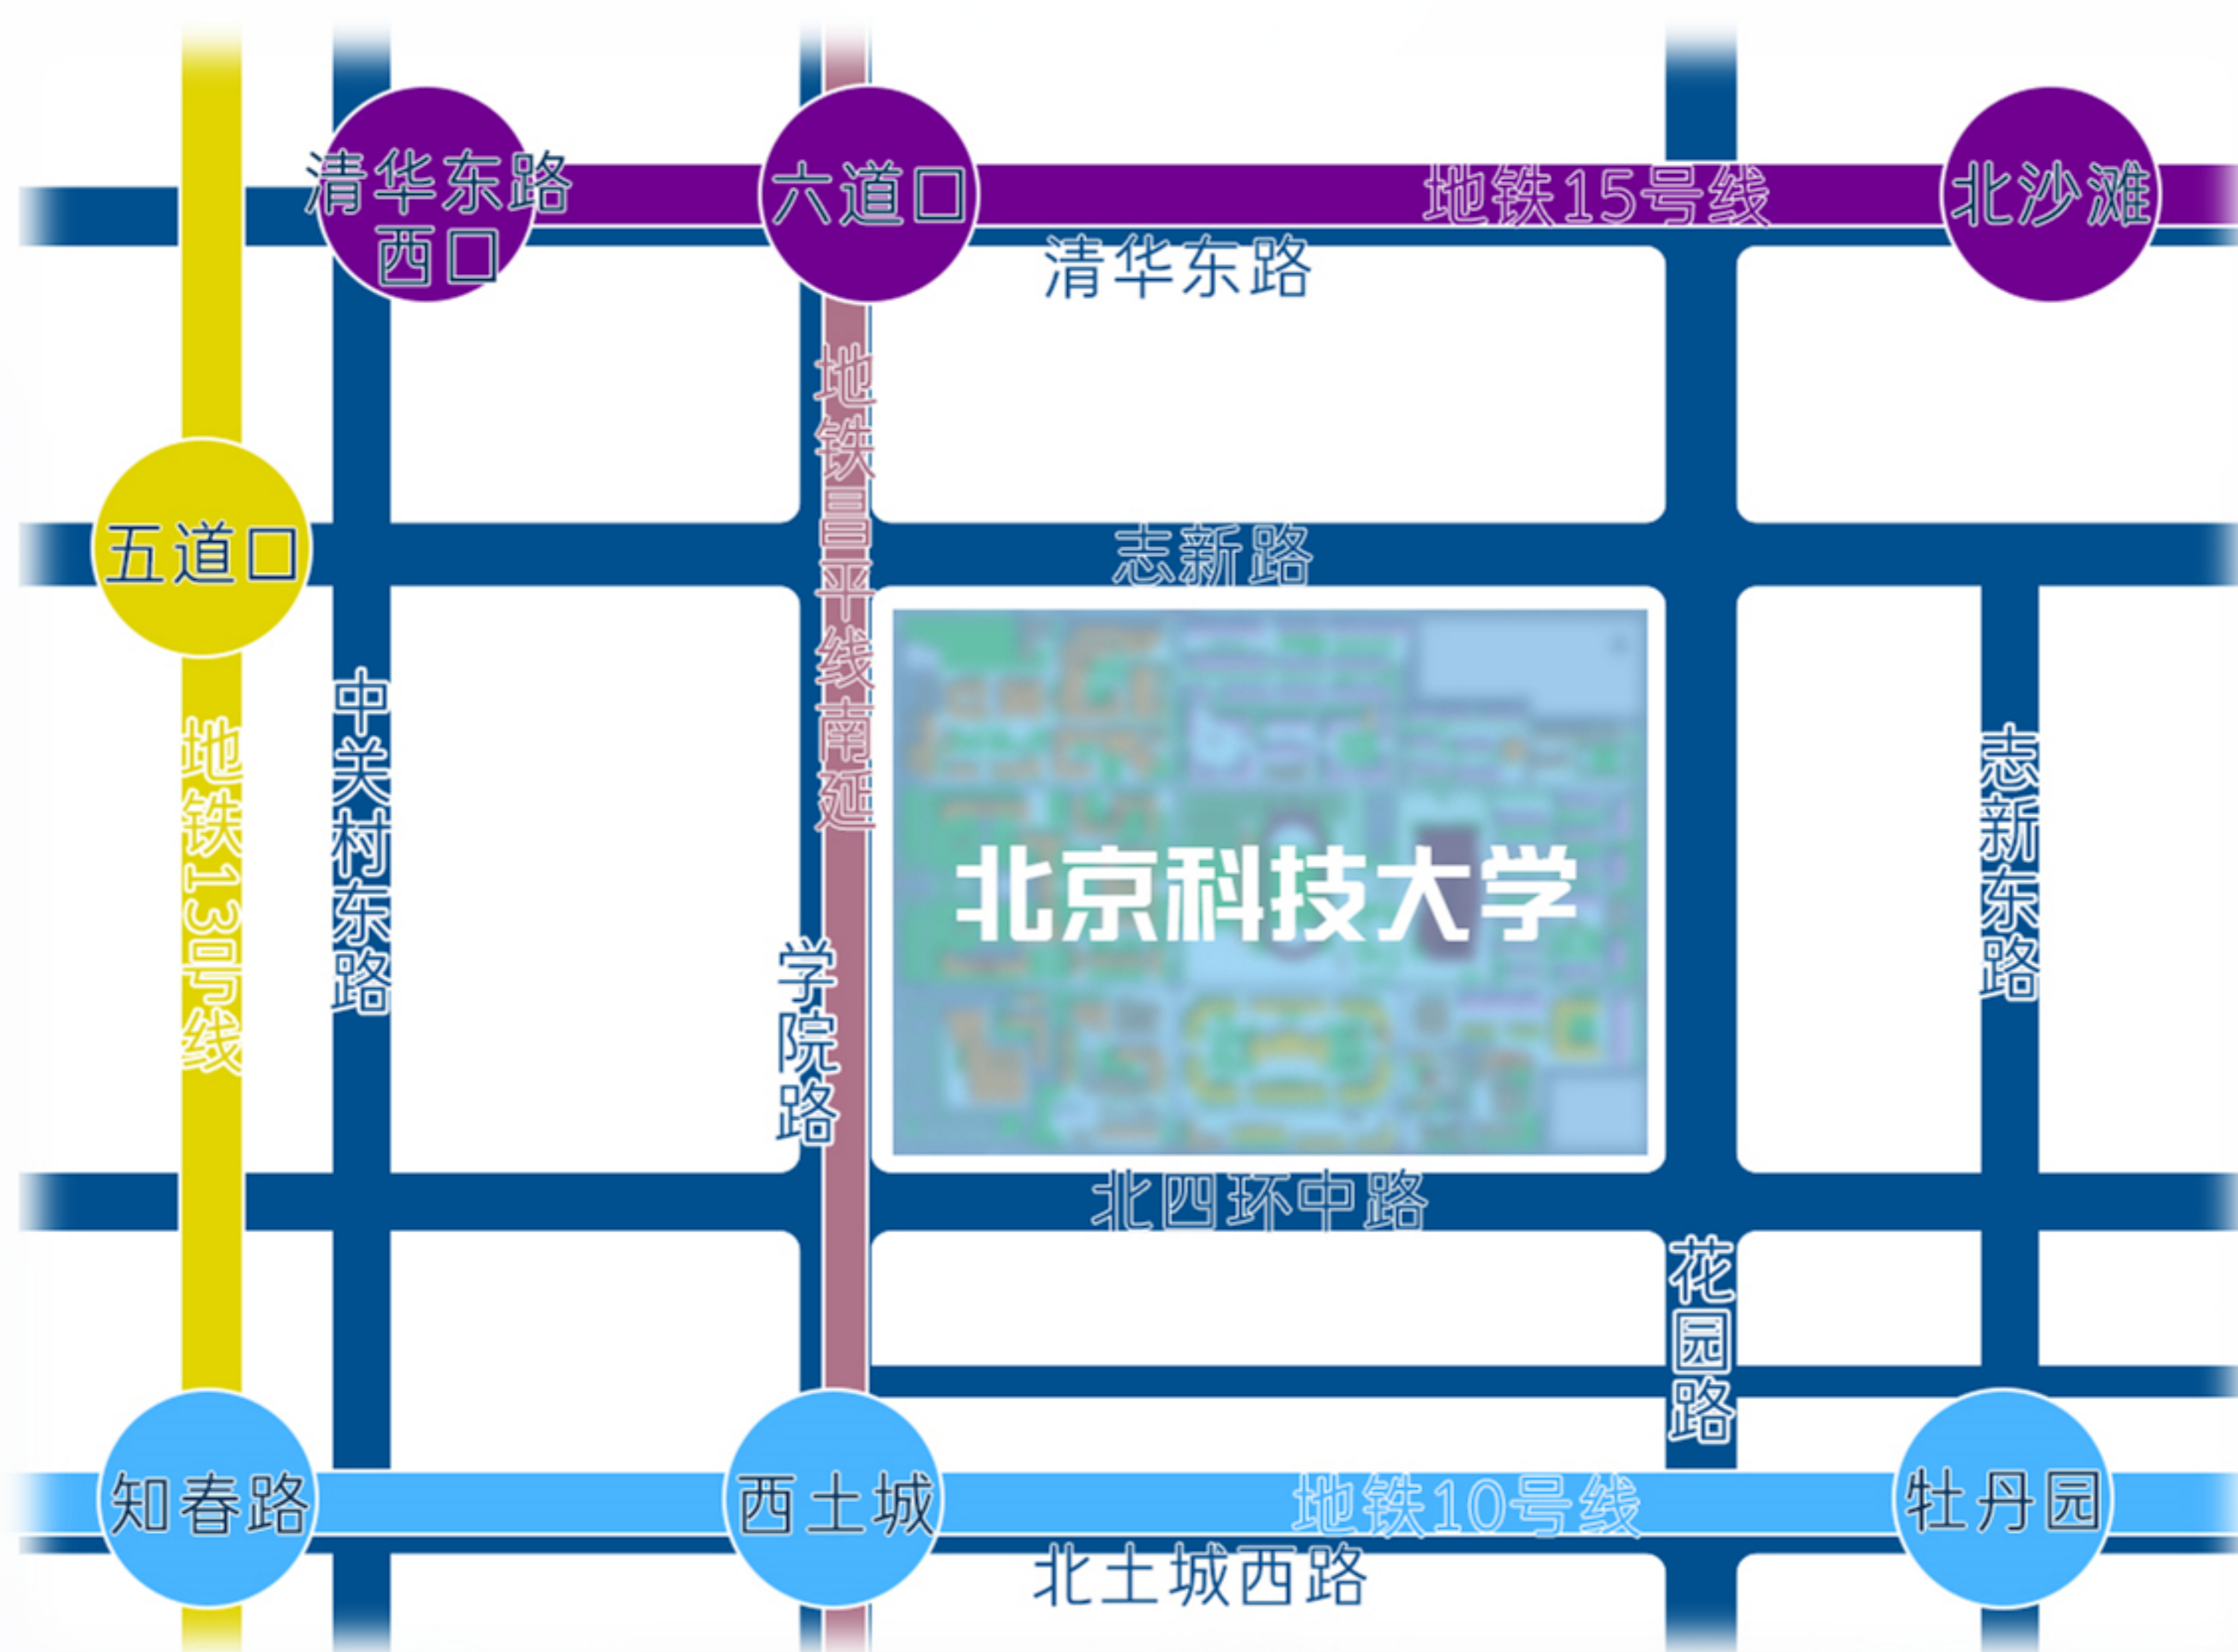 清华东路
西口
六道口
地铁15号线
北沙滩
清华东路
地铁昌平线南延
五道口
志新路
中关村东路
地铁13号线
志新东路
北京科技大学
学院路
北四环中路
花园路
知春路
西土城
地铁10号线
牡丹园
北土城西路